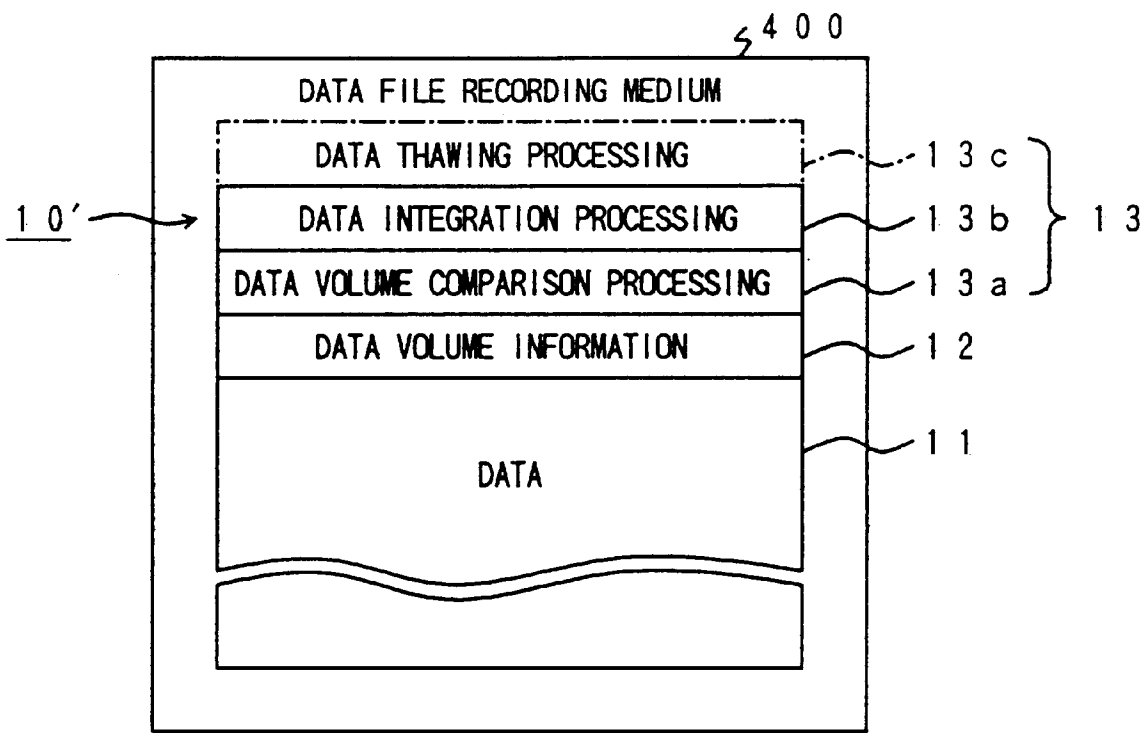 400
DATA FILE RECORDING MEDIUM
DATA THAWING PROCESSING 13c
10' DATA INTEGRATION PROCESSING 13b 13
DATA VOLUME COMPARISON PROCESSING 13a
DATA VOLUME INFORMATION 12
DATA 11